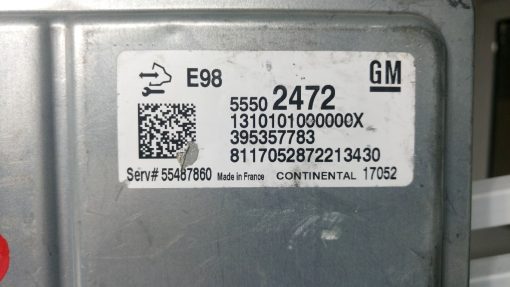 E98 GM
5550 2472
1310101000000X
395357783
8117052872213430
Serv# 55487860 Made in France CONTINENTAL 17052